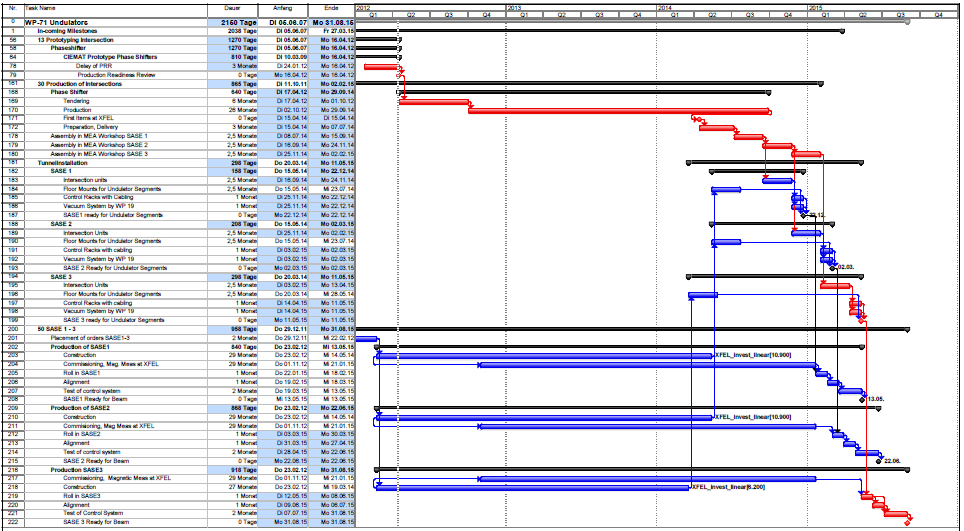 Nr. Task Name Dauer Anfang Ende 2012 2013 2014 2015
Q1 Q2 Q3 Q4 Q1 Q2 Q3 Q4 Q1 Q2 Q3 Q4 Q1 Q2 Q3 Q4
0 WP-71 Undulators 2150 Tage Di 05.06.07 Mo 31.08.15
1 In-coming Milestones 2038 Tage Di 05.06.07 Fr 27.03.15
56 13 Prototyping Intersection 1270 Tage Di 05.06.07 Mo 16.04.12
58 Phaseshifter 1270 Tage Di 05.06.07 Mo 16.04.12
64 CIEMAT Prototype Phase Shifters 810 Tage Di 10.03.09 Mo 16.04.12
78 Delay of PRR 3 Monate Di 24.01.12 Mo 16.04.12
79 Production Readiness Review 0 Tage Mo 16.04.12 Mo 16.04.12
161 30 Production of Intersections 865 Tage Di 11.10.11 Mo 02.02.15
168 Phase Shifter 640 Tage Di 17.04.12 Mo 29.09.14
169 Tendering 6 Monate Di 17.04.12 Mo 01.10.12
170 Production 26 Monate Di 02.10.12 Mo 29.09.14
171 First Items at XFEL 0 Tage Di 15.04.14 Di 15.04.14
172 Preparation, Delivery 3 Monate Di 15.04.14 Mo 07.07.14
178 Assembly in MEA Workshop SASE 1 2,5 Monate Di 08.07.14 Mo 15.09.14
179 Assembly in MEA Workshop SASE 2 2,5 Monate Di 16.09.14 Mo 24.11.14
180 Assembly in MEA Workshop SASE 3 2,5 Monate Di 25.11.14 Mo 02.02.15
181 Tunnelinstallation 298 Tage Do 20.03.14 Mo 11.05.15
182 SASE 1 158 Tage Do 15.05.14 Mo 22.12.14
183 Intersection units 2,5 Monate Di 16.09.14 Mo 24.11.14
184 Floor Mounts for Undulator Segments 2,5 Monate Do 15.05.14 Mi 23.07.14
185 Control Racks with Cabling 1 Monat Di 25.11.14 Mo 22.12.14
186 Vacuum System by WP 19 1 Monat Di 25.11.14 Mo 22.12.14
187 SASE1 ready for Undulator Segments 0 Tage Mo 22.12.14 Mo 22.12.14 22.12.
188 SASE 2 208 Tage Do 15.05.14 Mo 02.03.15
189 Intersection Units 2,5 Monate Di 25.11.14 Mo 02.02.15
190 Floor Mounts for Undulator Segments 2,5 Monate Do 15.05.14 Mi 23.07.14
191 Control Racks with cabling 1 Monat Di 03.02.15 Mo 02.03.15
192 Vacuum System by WP 19 1 Monat Di 03.02.15 Mo 02.03.15
193 SASE 2 Ready for Undulator Segments 0 Tage Mo 02.03.15 Mo 02.03.15 02.03.
194 SASE 3 298 Tage Do 20.03.14 Mo 11.05.15
195 Intersection Units 2,5 Monate Di 03.02.15 Mo 13.04.15
196 Floor Mounts for Undulator Segments 2,5 Monate Do 20.03.14 Mi 28.05.14
197 Control Racks with cabling 1 Monat Di 14.04.15 Mo 11.05.15
198 Vacuum System by WP 19 1 Monat Di 14.04.15 Mo 11.05.15
199 SASE 3 ready for Undulator Segments 0 Tage Mo 11.05.15 Mo 11.05.15
200 50 SASE 1 - 3 958 Tage Do 29.12.11 Mo 31.08.15
201 Placement of orders SASE1-3 2 Monate Do 29.12.11 Mi 22.02.12
202 Production of SASE1 840 Tage Do 23.02.12 Mi 13.05.15
203 Construction 29 Monate Do 23.02.12 Mi 14.05.14 XFEL_Invest_linear[10.900]
204 Commissioning, Mag. Meas at XFEL 29 Monate Do 01.11.12 Mi 21.01.15
205 Roll in SASE1 1 Monat Do 22.01.15 Mi 18.02.15
206 Alignment 1 Monat Do 19.02.15 Mi 18.03.15
207 Test of control system 2 Monate Do 19.03.15 Mi 13.05.15
208 SASE1 Ready for Beam 0 Tage Mi 13.05.15 Mi 13.05.15 13.05.
209 Production of SASE2 868 Tage Do 23.02.12 Mo 22.06.15
210 Construction 29 Monate Do 23.02.12 Mi 14.05.14 XFEL_Invest_linear[10.900]
211 Commissioning, Mag Meas at XFEL 29 Monate Do 01.11.12 Mi 21.01.15
212 Roll in SASE2 1 Monat Di 03.03.15 Mo 30.03.15
213 Alignment 1 Monat Di 31.03.15 Mo 27.04.15
214 Test of control system 2 Monate Di 28.04.15 Mo 22.06.15
215 SASE 2 Ready for Beam 0 Tage Mo 22.06.15 Mo 22.06.15 22.06.
216 Production SASE3 918 Tage Do 23.02.12 Mo 31.08.15
217 Commissioning, Magnetic Measurement at XFEL 29 Monate Do 01.11.12 Mi 21.01.15
218 Construction 27 Monate Do 23.02.12 Mi 19.03.14 XFEL_Invest_linear[6.200]
219 Roll in SASE3 1 Monat Di 12.05.15 Mo 08.06.15
220 Alignment 1 Monat Di 09.06.15 Mo 06.07.15
221 Test of Control System 2 Monate Di 07.07.15 Mo 31.08.15
222 SASE 3 Ready for Beam 0 Tage Mo 31.08.15 Mo 31.08.15